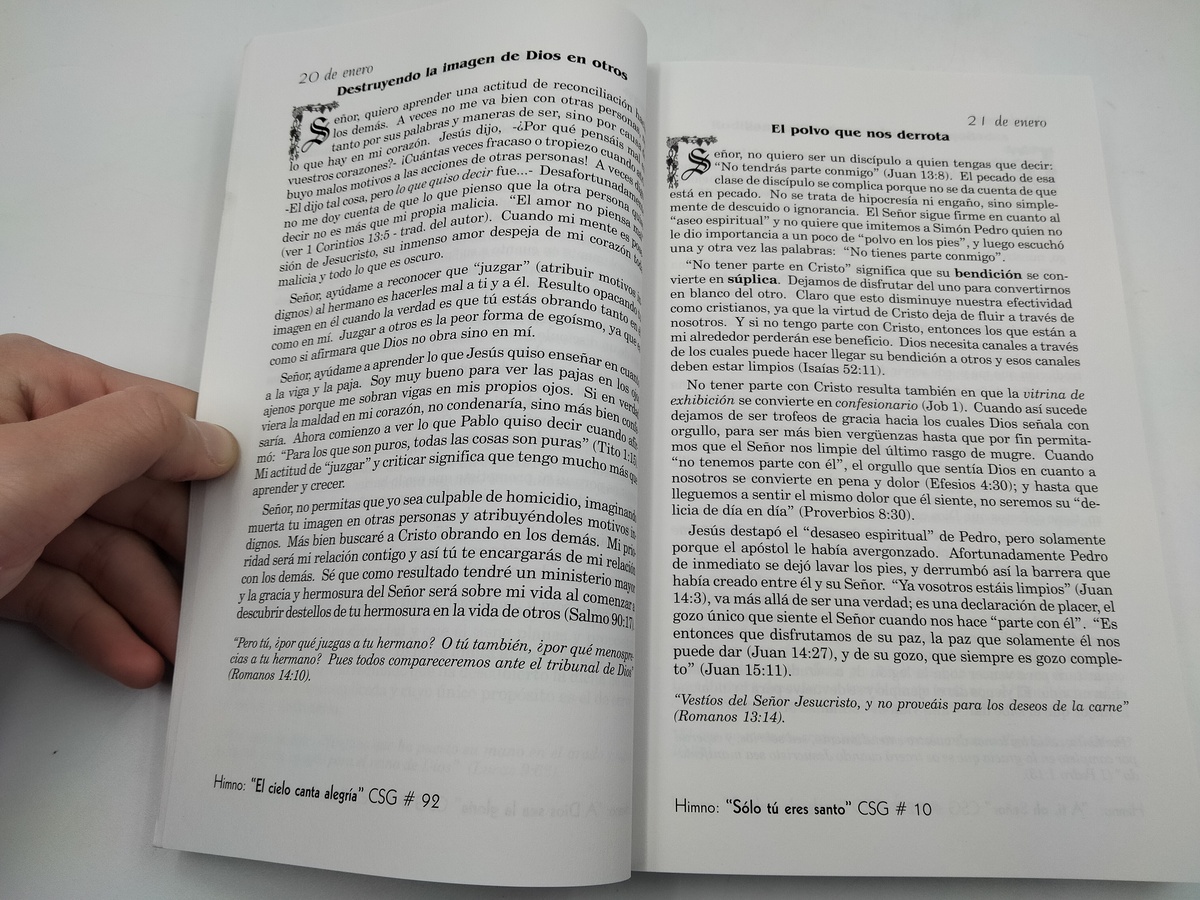 20 de enero
Destruyendo la imagen de Dios en otros
Señor, quiero aprender una actitud de reconciliación
los demás. A veces no me va bien con otras personas
tanto por sus palabras y maneras de ser, sino por causa
lo que hay en mi corazón. Jesús dijo, -¿Por qué pensáis mal
vuestros corazones?. ¡Cuántas veces fracaso o tropiezo cuando
buyo malos motivos a las acciones de otras personas! A veces
-El dijo tal cosa, pero lo que quiso decir fue...- Desafortunadamen
no me doy cuenta de lo que pienso que la otra persona
decir no es más que mi propia malicia. "El amor no piensa
(ver 1 Corintios 13:5 - trad. del autor). Cuando mi mente es
sión de Jesucristo, su inmenso amor despeja de mi corazón
malicia y todo lo que es oscuro.
Señor, ayúdame a reconocer que "juzgar" (atribuir motivos
dignos) al hermano es hacerles mal a ti y a él. Resulto opacando
imagen en él cuando la verdad es que tú estás obrando tanto en
como en mí. Juzgar a otros es la peor forma de egoísmo, ya que
como si afirmara que Dios no obra sino en mí.
Señor, ayúdame a aprender lo que Jesús quiso enseñar en
a la viga y la paja. Soy muy bueno para ver las pajas en los
ajenos porque me sobran vigas en mis propios ojos. Si en
viera la maldad en mi corazón, no condenaría, sino más bien
saría. Ahora comienzo a ver lo que Pablo quiso decir cuando
mó: "Para los que son puros, todas las cosas son puras" (Tito 1:15
Mi actitud de "juzgar" y criticar significa que tengo mucho más
aprender y crecer.
Señor, no permitas que yo sea culpable de homicidio, imaginando
muerta tu imagen en otras personas y atribuyéndoles motivos in-
dignos. Más bien buscaré a Cristo obrando en los demás. Mi prio-
ridad será mi relación contigo y así tú te encargarás de mi relación
con los demás. Sé que como resultado tendré un ministerio mayor
y la gracia y hermosura del Señor será sobre mi vida al comenzar a
descubrir destellos de tu hermosura en la vida de otros (Salmo 90:17)
"Pero tú, ¿por qué juzgas a tu hermano? O tú también, ¿por qué menospre-
cias a tu hermano? Pues todos compareceremos ante el tribunal de Dios"
(Romanos 14:10).
Himno: "El cielo canta alegría" CSG # 92
21 de enero
El polvo que nos derrota
Señor, no quiero ser un discípulo a quien tengas que decir:
"No tendrás parte conmigo" (Juan 13:8). El pecado de esa
clase de discípulo se complica porque no se da cuenta de que
está en pecado. No se trata de hipocresía ni engaño, sino simple-
mente de descuido o ignorancia. El Señor sigue firme en cuanto al
"aseo espiritual" y no quiere que imitemos a Simón Pedro quien no
le dio importancia a un poco de "polvo en los pies", y luego escuchó
una y otra vez las palabras: "No tienes parte conmigo".
"No tener parte en Cristo" significa que su bendición se con-
vierte en súplica. Dejamos de disfrutar del uno para convertirnos
en blanco del otro. Claro que esto disminuye nuestra efectividad
como cristianos, ya que la virtud de Cristo deja de fluir a través de
nosotros. Y si no tengo parte con Cristo, entonces los que están a
mi alrededor perderán ese beneficio. Dios necesita canales a través
de los cuales puede hacer llegar su bendición a otros y esos canales
deben estar limpios (Isaías 52:11).
No tener parte con Cristo resulta también en que la vitrina de
exhibición se convierte en confesionario (Job 1). Cuando así sucede
dejamos de ser trofeos de gracia hacia los cuales Dios señala con
orgullo, para ser más bien vergüenzas hasta que por fin permita-
mos que el Señor nos limpie del último rasgo de mugre. Cuando
"no tenemos parte con él", el orgullo que sentía Dios en cuanto a
nosotros se convierte en pena y dolor (Efesios 4:30); y hasta que
lleguemos a sentir el mismo dolor que él siente, no seremos su "de-
licia de día en día" (Proverbios 8:30).
Jesús destapó el "desaseo espiritual" de Pedro, pero solamente
porque el apóstol le había avergonzado. Afortunadamente Pedro
de inmediato se dejó lavar los pies, y derrumbó así la barrera que
había creado entre él y su Señor. "Ya vosotros estáis limpios" (Juan
14:3), va más allá de ser una verdad; es una declaración de placer, el
gozo único que siente el Señor cuando nos hace "parte con él". "Es
entonces que disfrutamos de su paz, la paz que solamente él nos
puede dar (Juan 14:27), y de su gozo, que siempre es gozo comple-
to" (Juan 15:11).
"Vestíos del Señor Jesucristo, y no proveáis para los deseos de la carne"
(Romanos 13:14).
Himno: "Sólo tú eres santo" CSG # 10